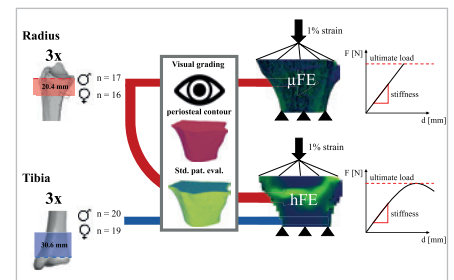 Radius
3x
20.4 mm
n = 17
n = 16
Visual grading
periosteal contour
Std. pat. eval.
1% strain
μFE
F [N]
ultimate load
stiffness
d [mm]
Tibia
3x
30.6 mm
n = 20
n = 19
1% strain
hFE
F [N]
ultimate load
stiffness
d [mm]